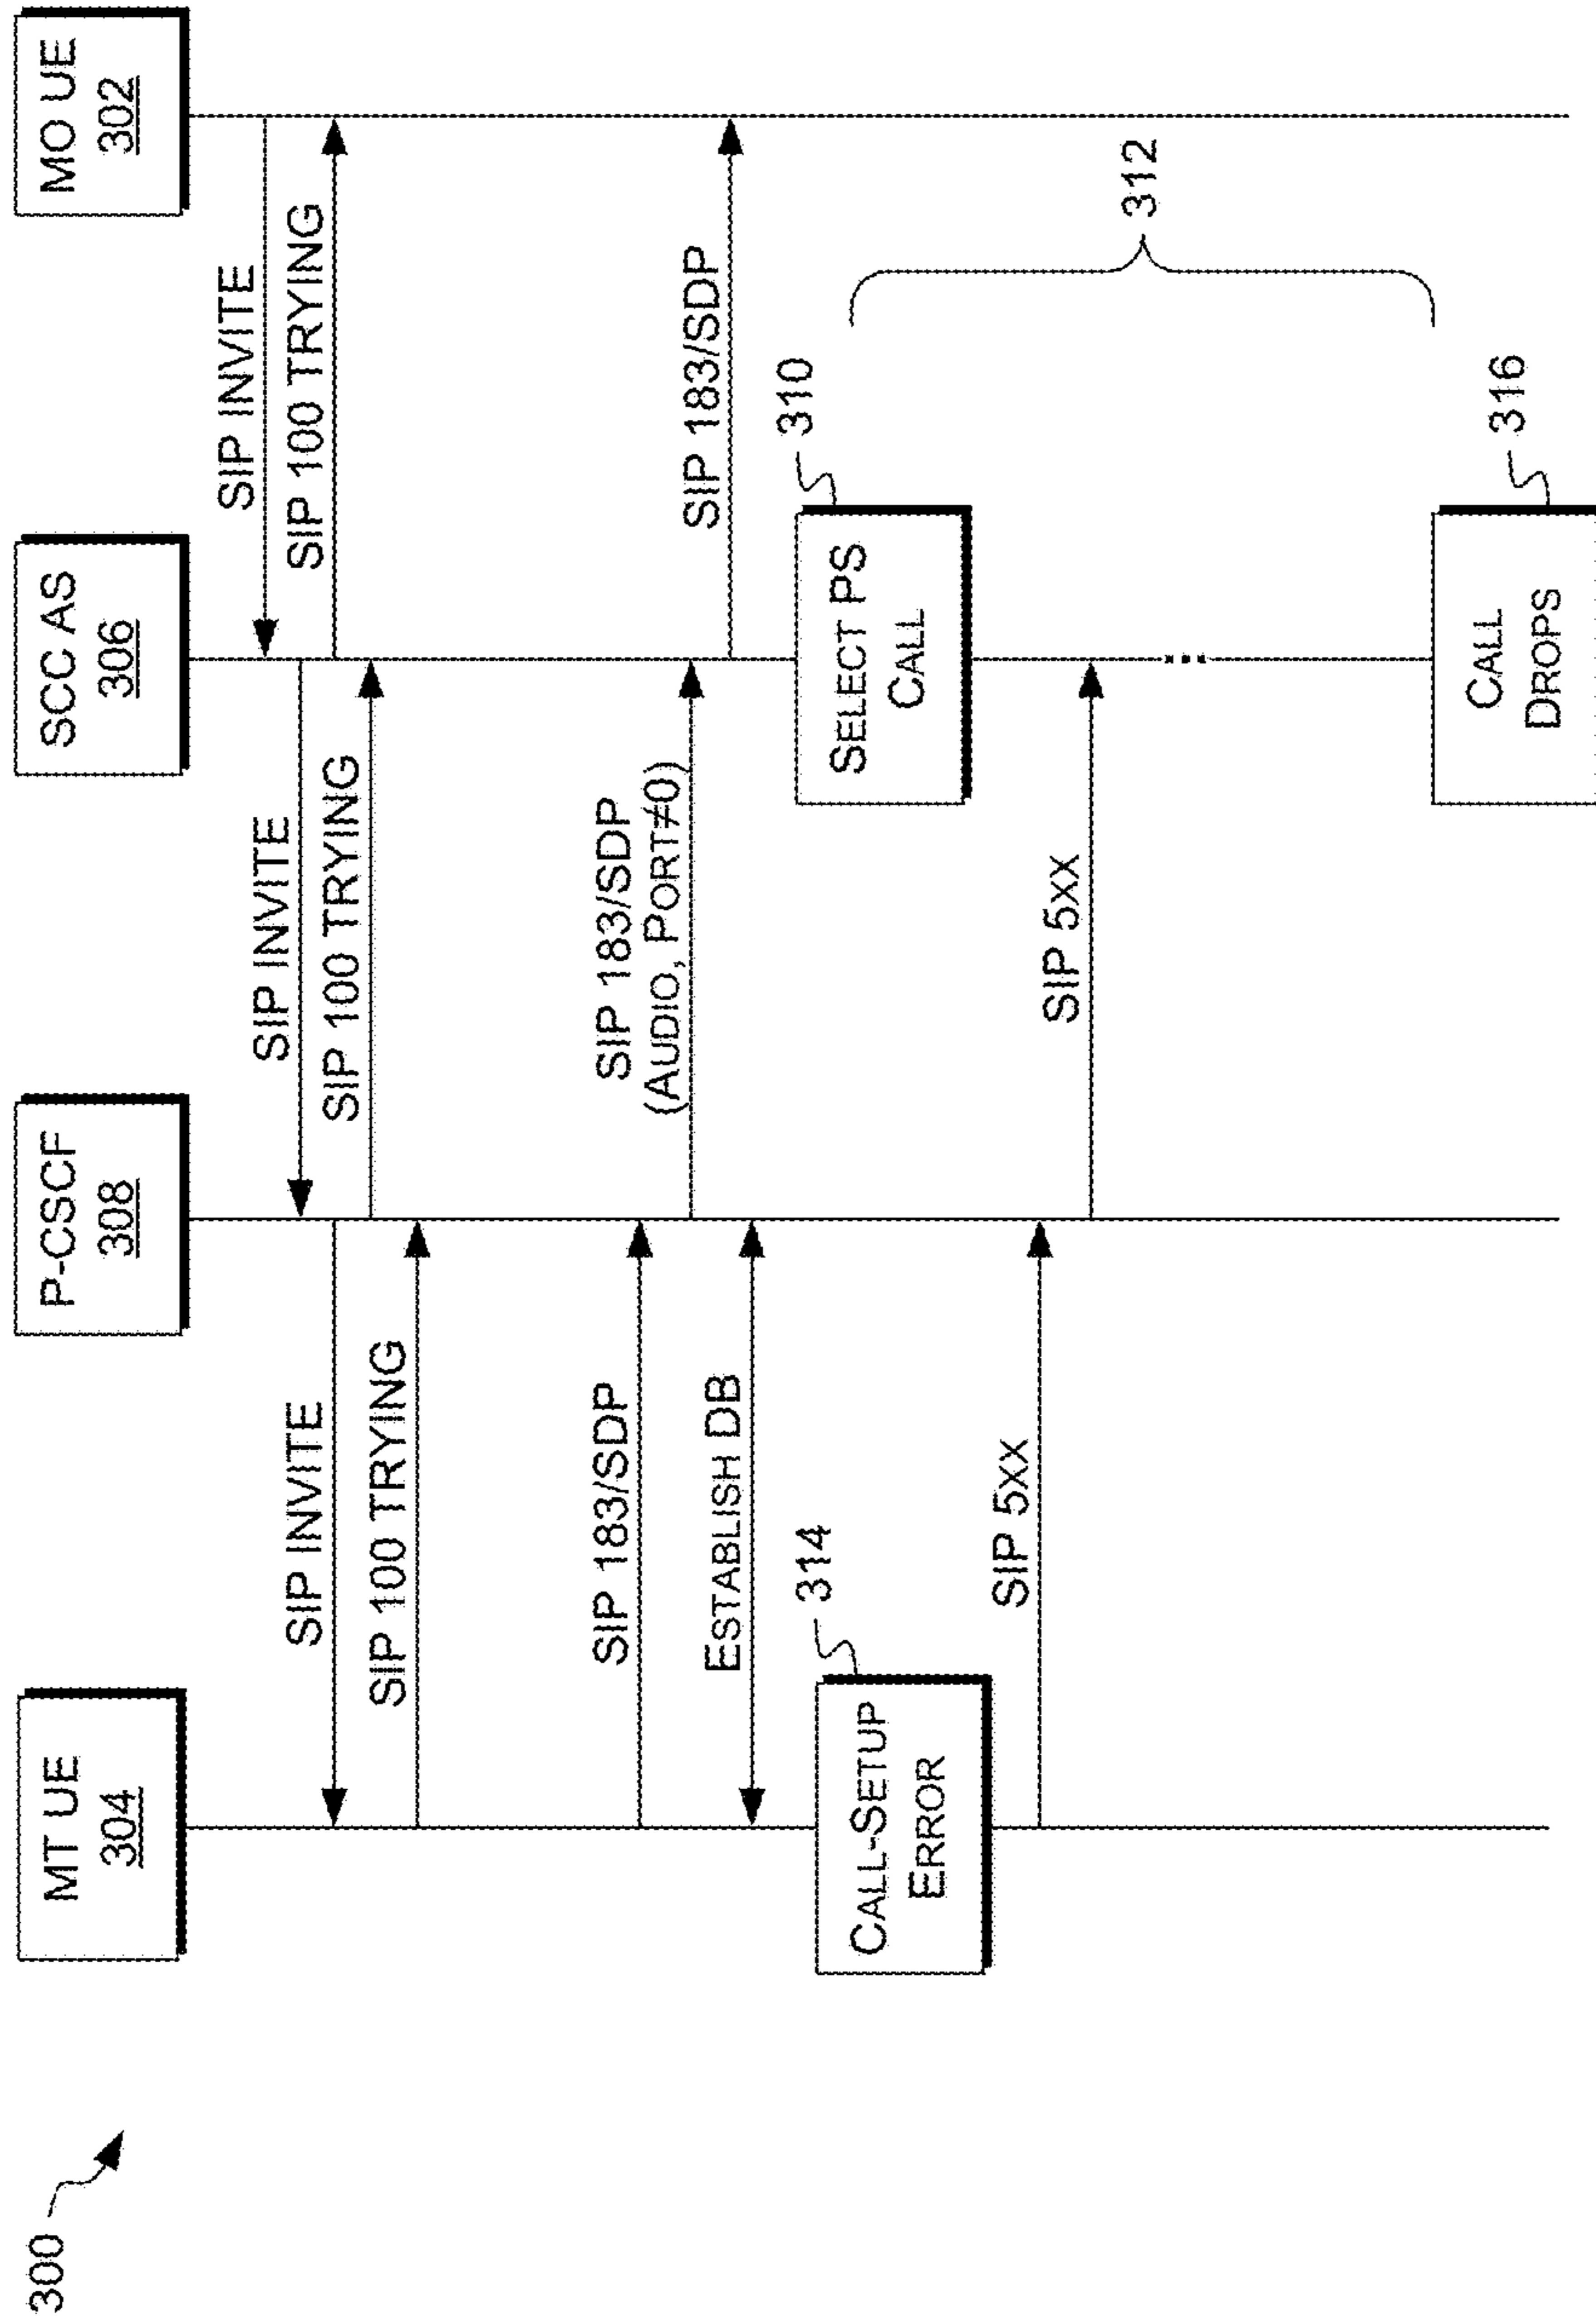 300
MT UE
304
P-CSCF
308
SCC AS
306
MO UE
302
SIP INVITE
SIP INVITE
SIP INVITE
SIP 100 TRYING
SIP 100 TRYING
SIP 100 TRYING
SIP 183/SDP
SIP 183/SDP
(AUDIO, PORT≠0)
SIP 183/SDP
ESTABLISH DB
SELECT PS
CALL
310
CALL-SETUP
ERROR
314
312
SIP 5XX
SIP 5XX
CALL
DROPS
316